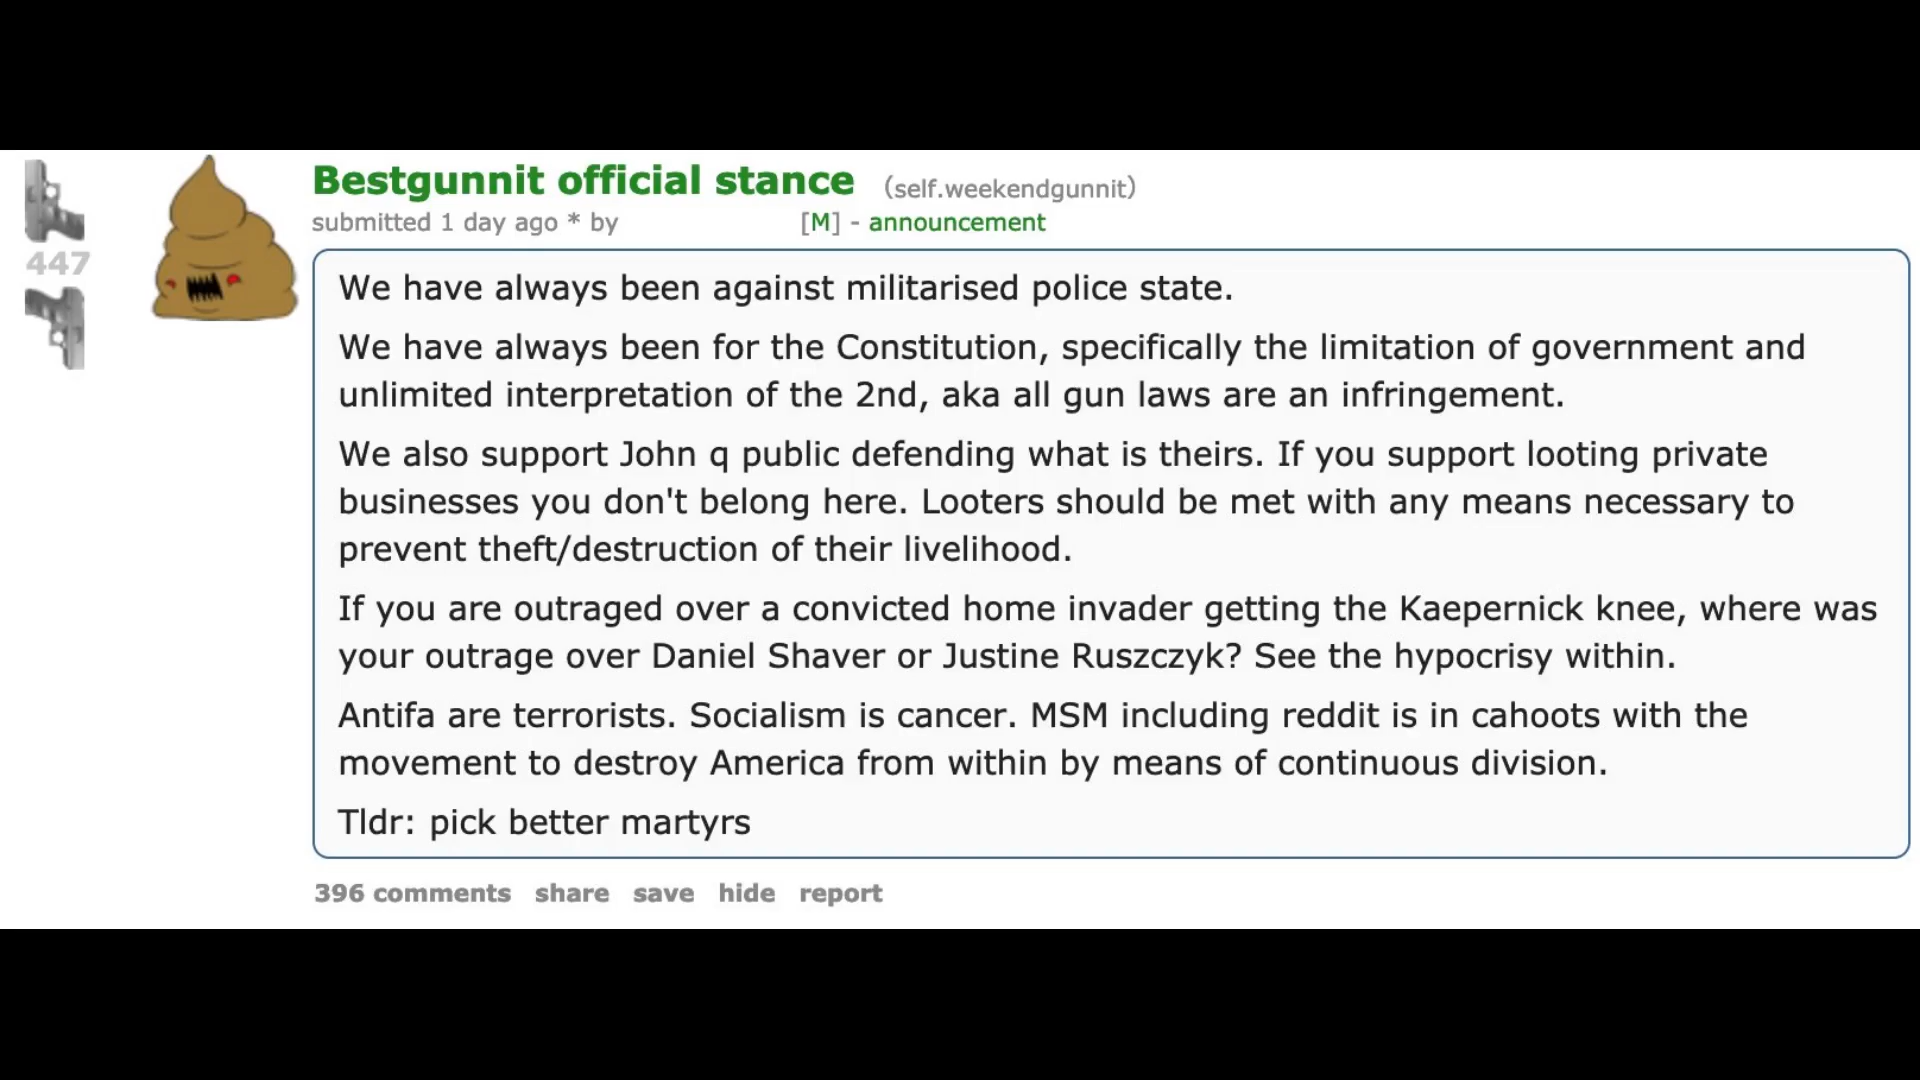 Bestgunnit official stance (self.weekendgunnit)
submitted 1 day ago * by [M] - announcement
447
We have always been against militarised police state.
We have always been for the Constitution, specifically the limitation of government and
unlimited interpretation of the 2nd, aka all gun laws are an infringement.
We also support John q public defending what is theirs. If you support looting private
businesses you don't belong here. Looters should be met with any means necessary to
prevent theft/destruction of their livelihood.
If you are outraged over a convicted home invader getting the Kaepernick knee, where was
your outrage over Daniel Shaver or Justine Ruszczyk? See the hypocrisy within.
Antifa are terrorists. Socialism is cancer. MSM including reddit is in cahoots with the
movement to destroy America from within by means of continuous division.
Tldr: pick better martyrs
396 comments share save hide report